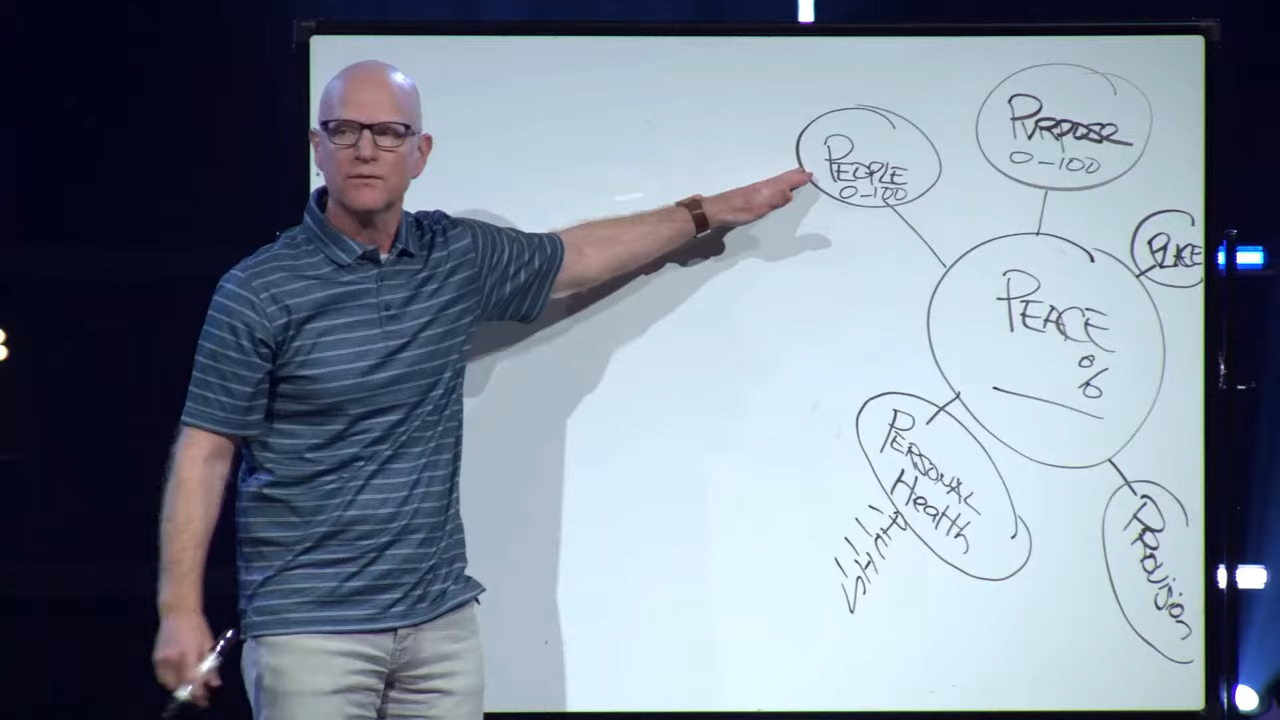 PURPOSE
0-100
PEOPLE
0-100
PLACE
PEACE
%
PERSONAL
Health
PROVISION